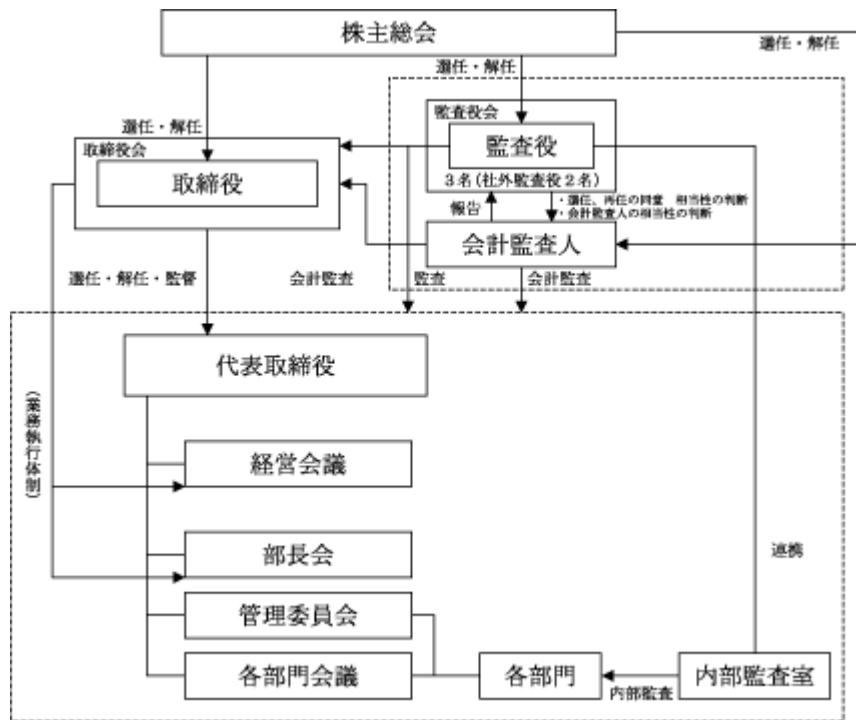 株主総会
選任・解任
選任・解任
選任・解任
監査役会
監査役
3名(社外監査役2名)
取締役会
取締役
報告
・選任、再任の同意 相当性の判断
・会計監査人の相当性の判断
会計監査人
選任・解任・監督
会計監査
監査
会計監査
代表取締役
(業務執行体制)
経営会議
部長会
連携
管理委員会
各部門会議
各部門
内部監査
内部監査室